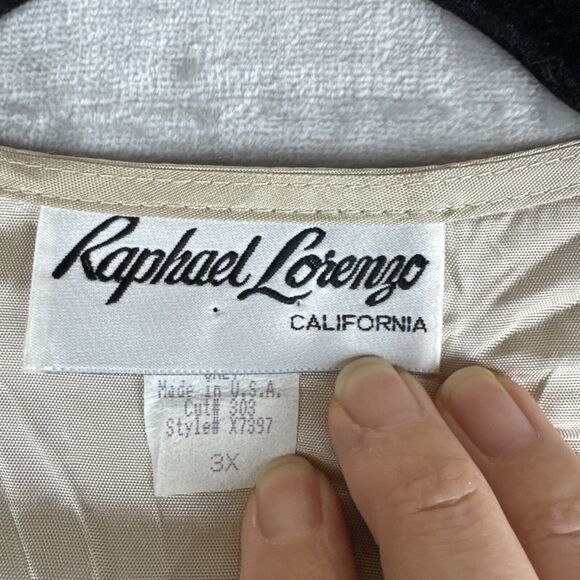 Raphael Lorenzo
CALIFORNIA
Made in U.S.A.
Cut# 303
Style# X7397
3X